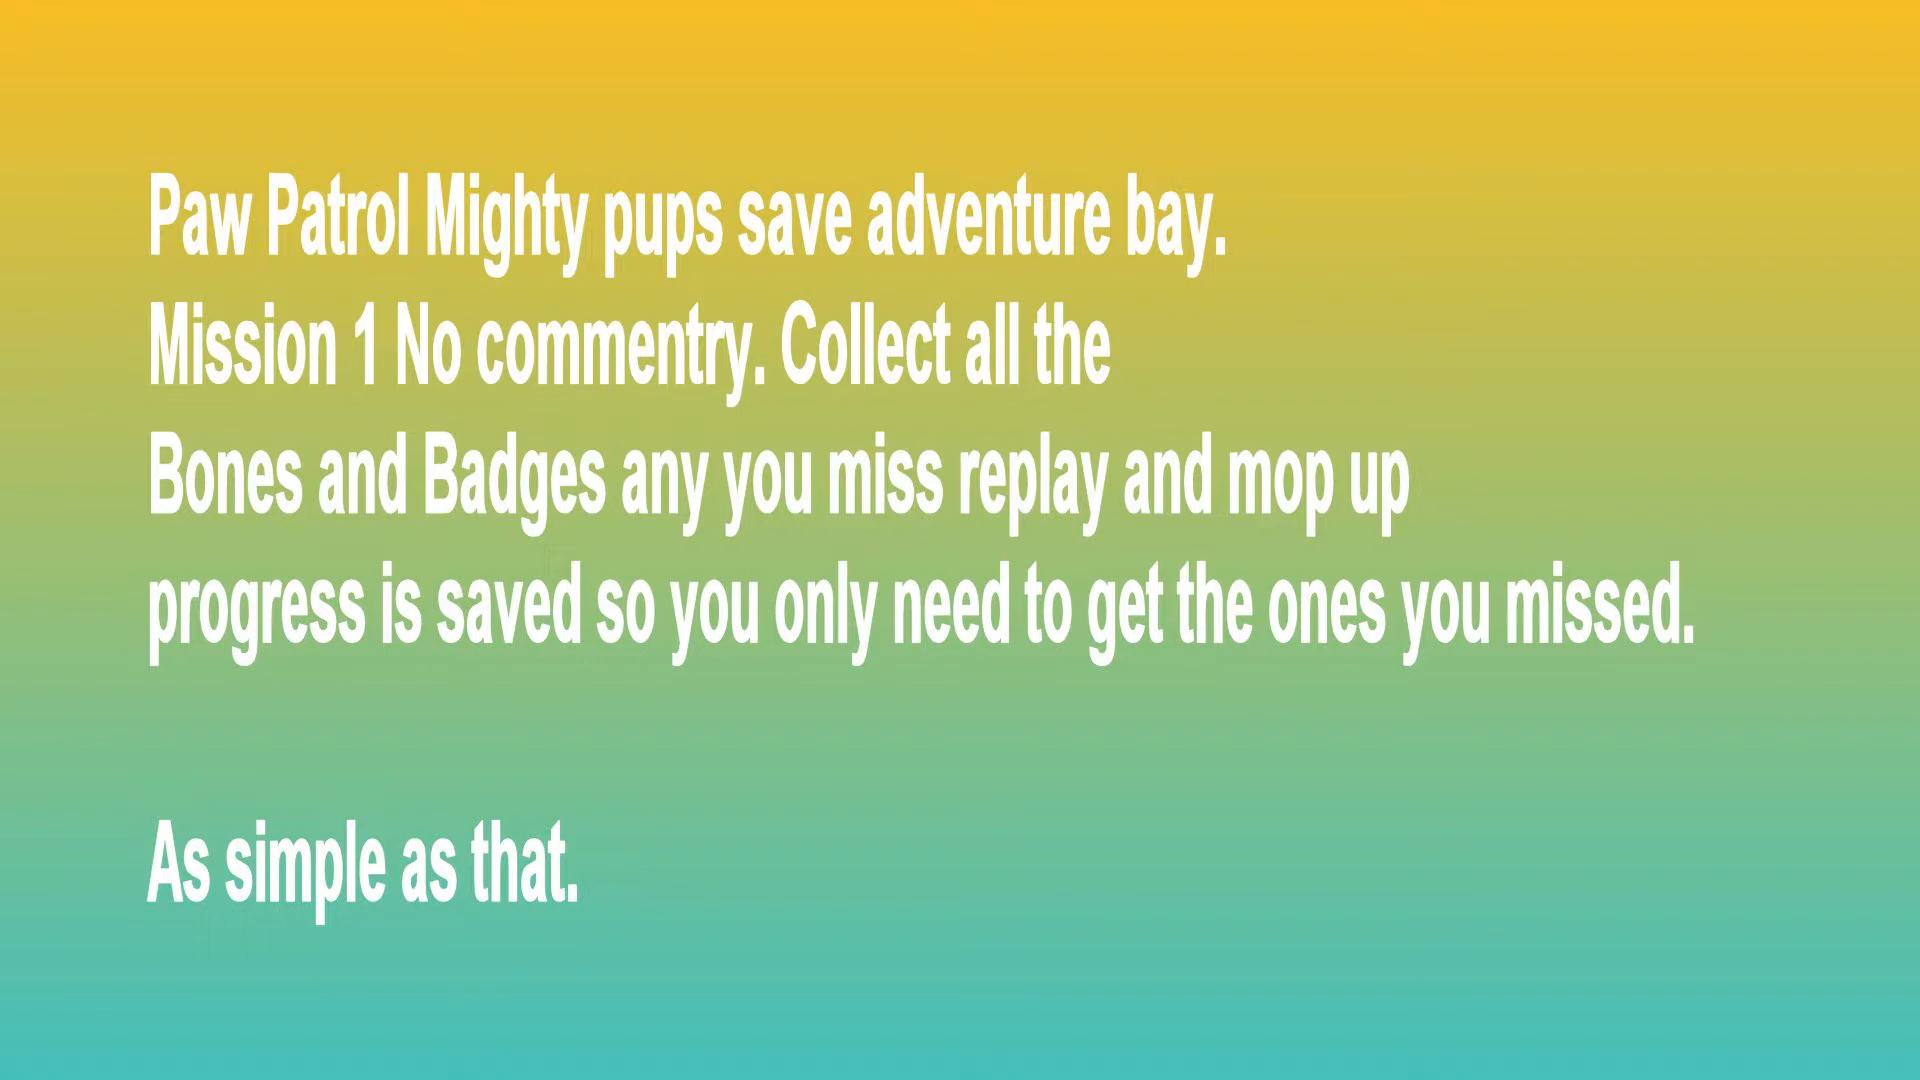 Paw Patrol Mighty pups save adventure bay.
Mission 1 No commentry. Collect all the
Bones and Badges any you miss replay and mop up
progress is saved so you only need to get the ones you missed.
As simple as that.